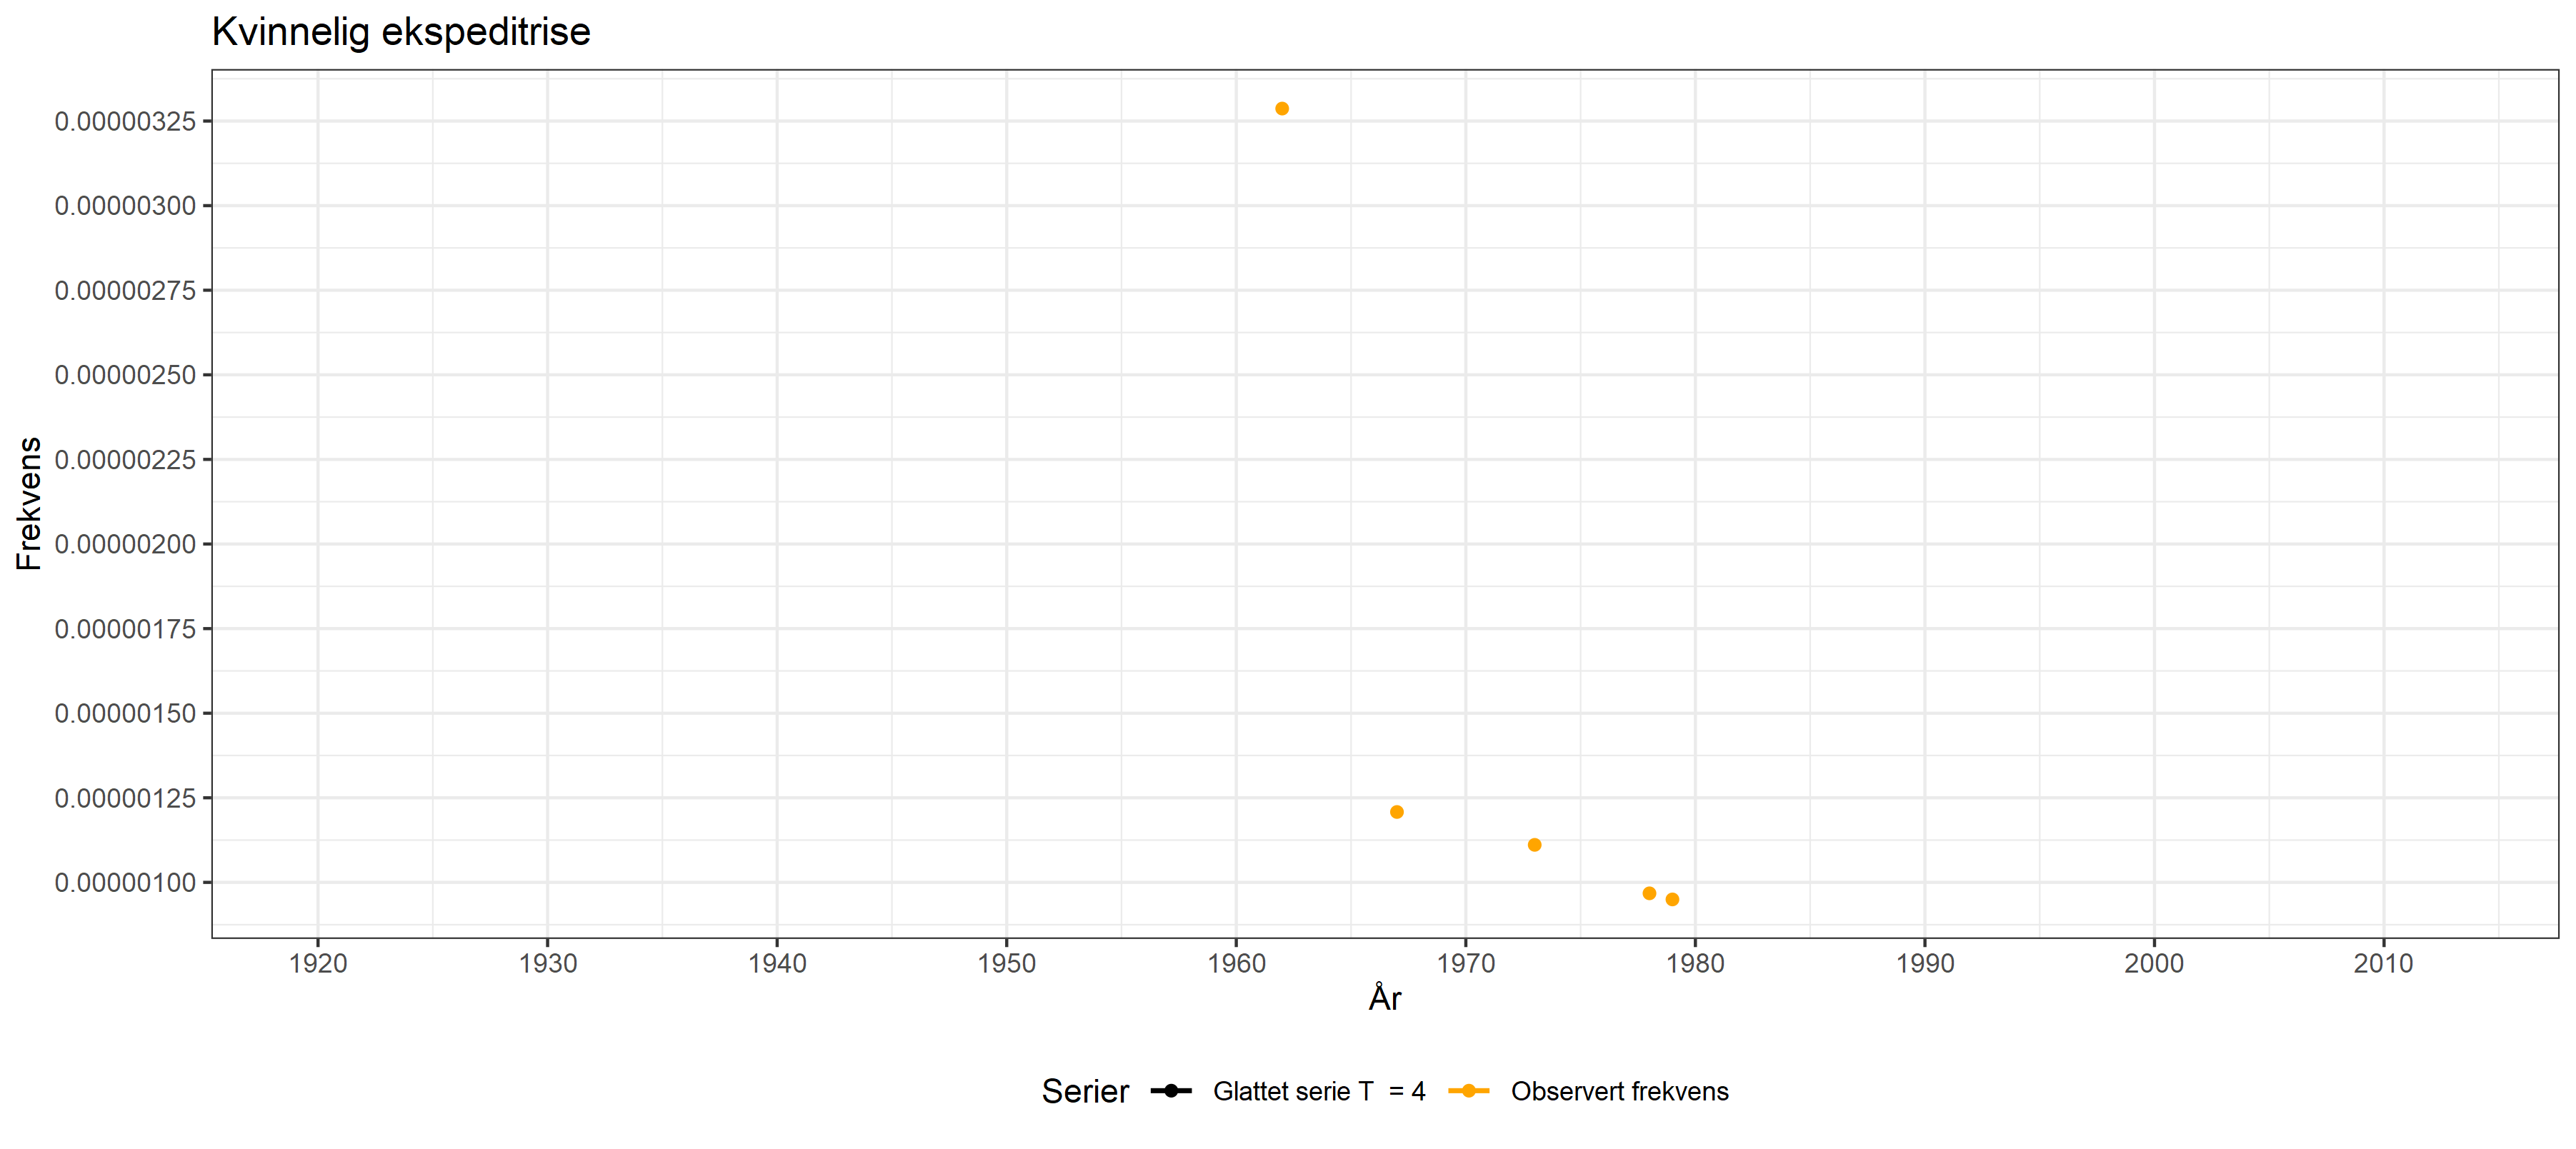 Kvinnelig ekspeditrise
Frekvens
0.00000325
0.00000300
0.00000275
0.00000250
0.00000225
0.00000200
0.00000175
0.00000150
0.00000125
0.00000100
1920 1930 1940 1950 1960 1970 1980 1990 2000 2010
År
Serier Glattet serie T = 4 Observert frekvens